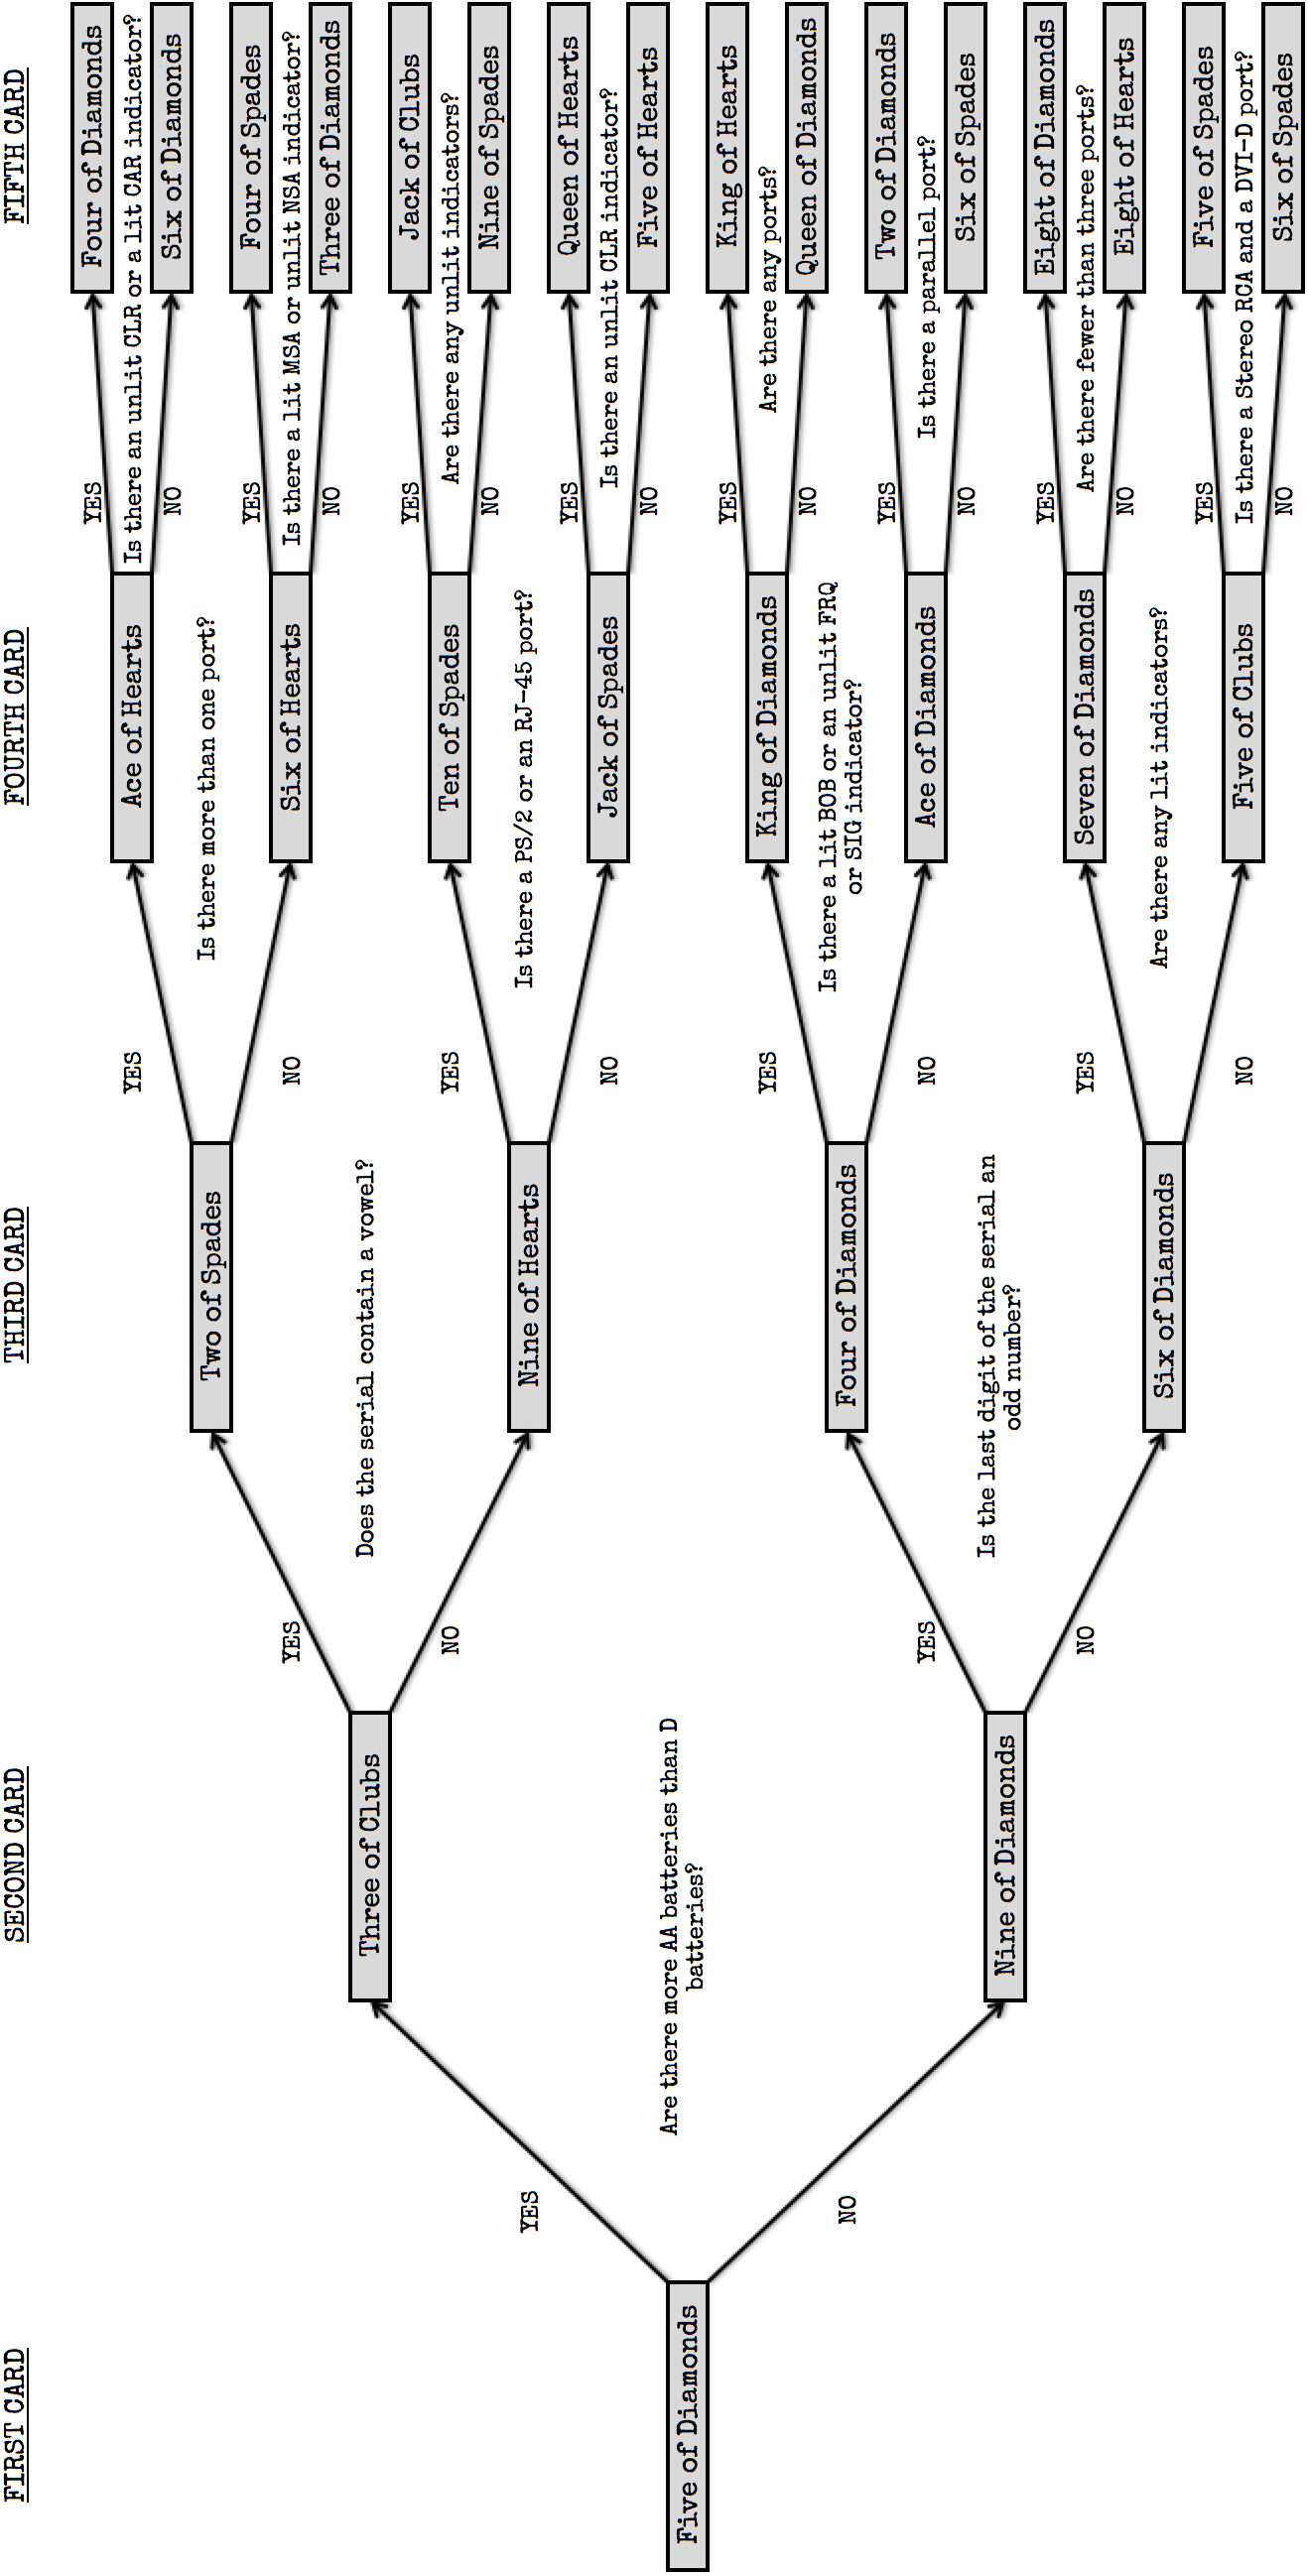 FIRST CARD
SECOND CARD
THIRD CARD
FOURTH CARD
FIFTH CARD
Five of Diamonds
YES
NO
Are there more AA batteries than D
batteries?
Three of Clubs
Nine of Diamonds
YES
NO
Does the serial contain a vowel?
YES
NO
Is the last digit of the serial an
odd number?
Two of Spades
Nine of Hearts
Four of Diamonds
Six of Diamonds
YES
NO
Is there more than one port?
YES
NO
Is there a PS/2 or an RJ-45 port?
YES
NO
Is there a lit BOB or an unlit FRQ
or SIG indicator?
YES
NO
Are there any lit indicators?
Ace of Hearts
Six of Hearts
Ten of Spades
Jack of Spades
King of Diamonds
Ace of Diamonds
Seven of Diamonds
Five of Clubs
YES
Is there an unlit CLR or a lit CAR indicator?
NO
YES
Is there a lit MSA or unlit NSA indicator?
NO
YES
Are there any unlit indicators?
NO
YES
Is there an unlit CLR indicator?
NO
YES
Are there any ports?
NO
YES
Is there a parallel port?
NO
YES
Are there fewer than three ports?
NO
YES
Is there a Stereo RCA and a DVI-D port?
NO
Four of Diamonds
Six of Diamonds
Four of Spades
Three of Diamonds
Jack of Clubs
Nine of Spades
Queen of Hearts
Five of Hearts
King of Hearts
Queen of Diamonds
Two of Diamonds
Six of Spades
Eight of Diamonds
Eight of Hearts
Five of Spades
Six of Spades